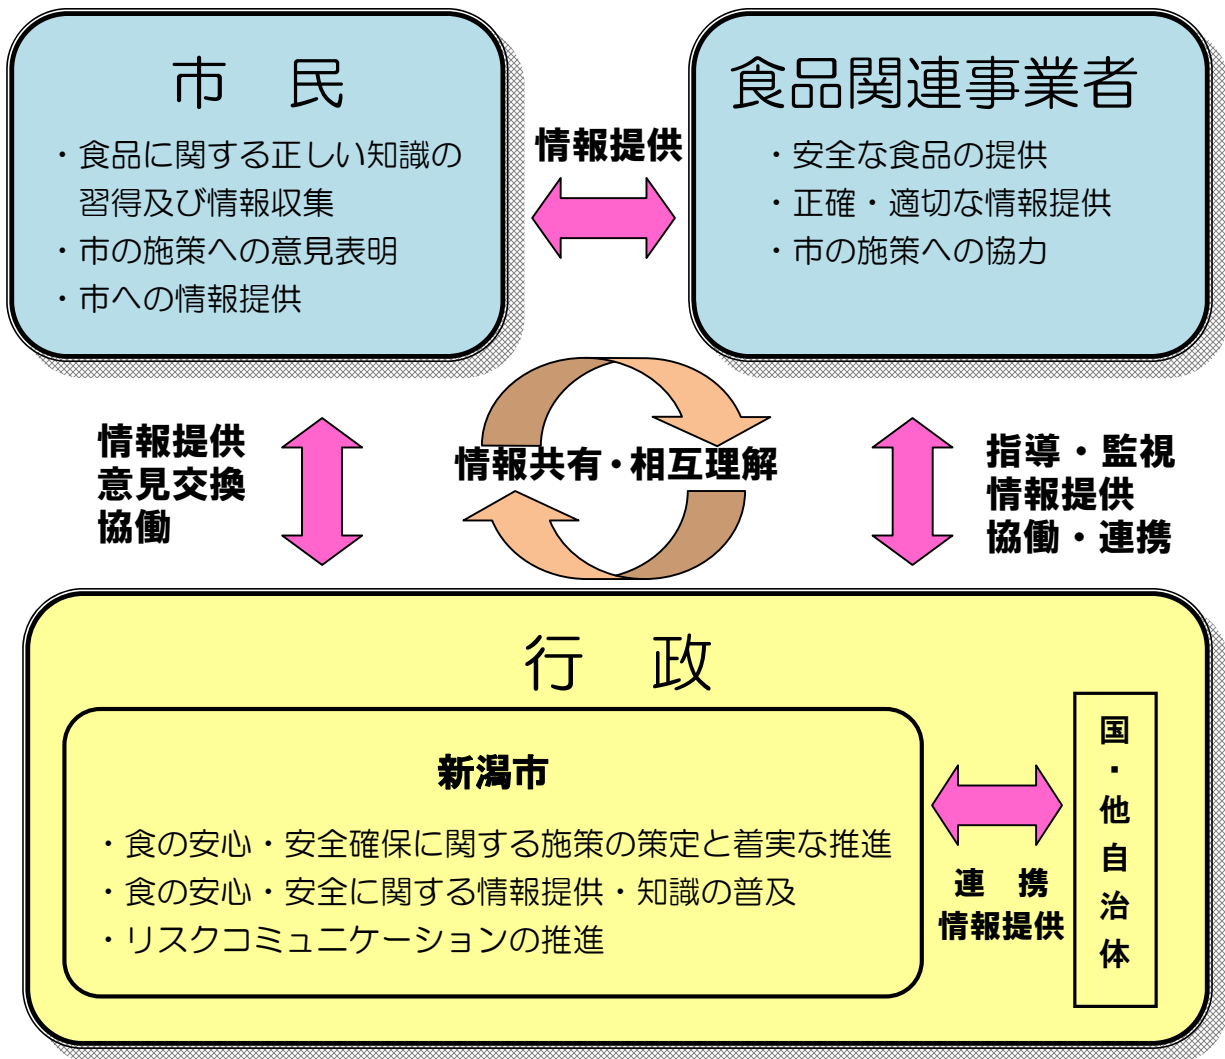 市　民
・食品に関する正しい知識の
習得及び情報収集
・市の施策への意見表明
・市への情報提供
情報提供
食品関連事業者
・安全な食品の提供
・正確・適切な情報提供
・市の施策への協力
情報提供
意見交換
協働
情報共有・相互理解
指導・監視
情報提供
協働・連携
行　政
新潟市
・食の安心・安全確保に関する施策の策定と着実な推進
・食の安心・安全に関する情報提供・知識の普及
・リスクコミュニケーションの推進
連　携
情報提供
国・他自治体